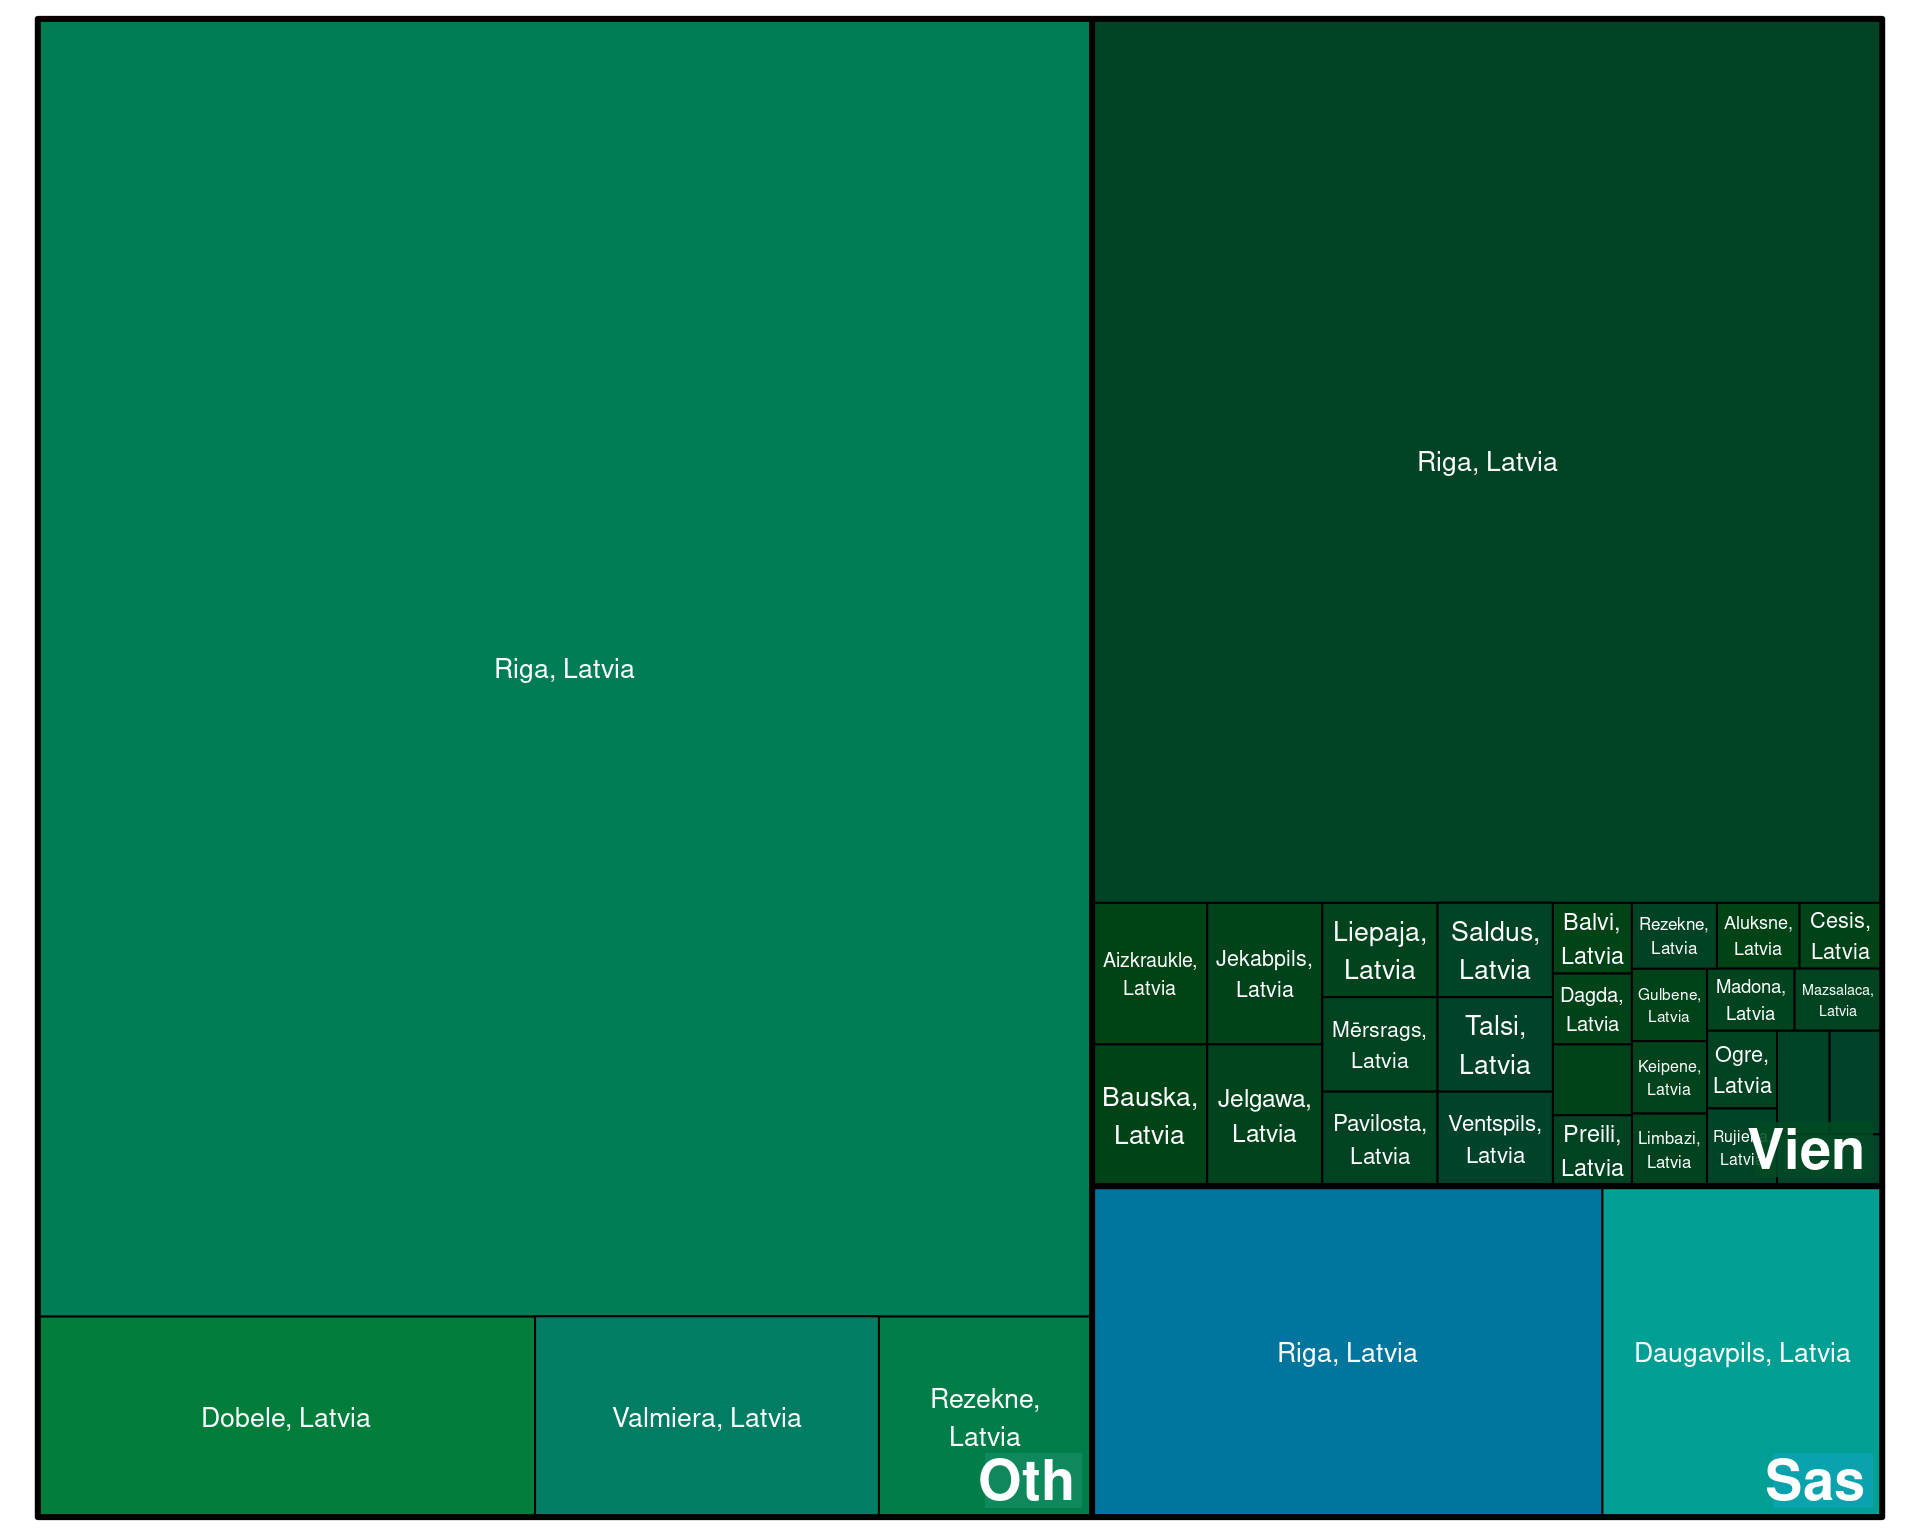 Riga, Latvia
Dobele, Latvia
Valmiera, Latvia
Rezekne,
Latvia
Oth
Riga, Latvia
Aizkraukle,
Latvia
Jekabpils,
Latvia
Bauska,
Latvia
Jelgawa,
Latvia
Liepaja,
Latvia
Saldus,
Latvia
Mērsrags,
Latvia
Talsi,
Latvia
Pavilosta,
Latvia
Ventspils,
Latvia
Balvi,
Latvia
Dagda,
Latvia
Preili,
Latvia
Rezekne,
Latvia
Aluksne,
Latvia
Cesis,
Latvia
Gulbene,
Latvia
Madona,
Latvia
Mazsalaca,
Latvia
Keipene,
Latvia
Ogre,
Latvia
Limbazi,
Latvia
Vien
Riga, Latvia
Daugavpils, Latvia
Sas